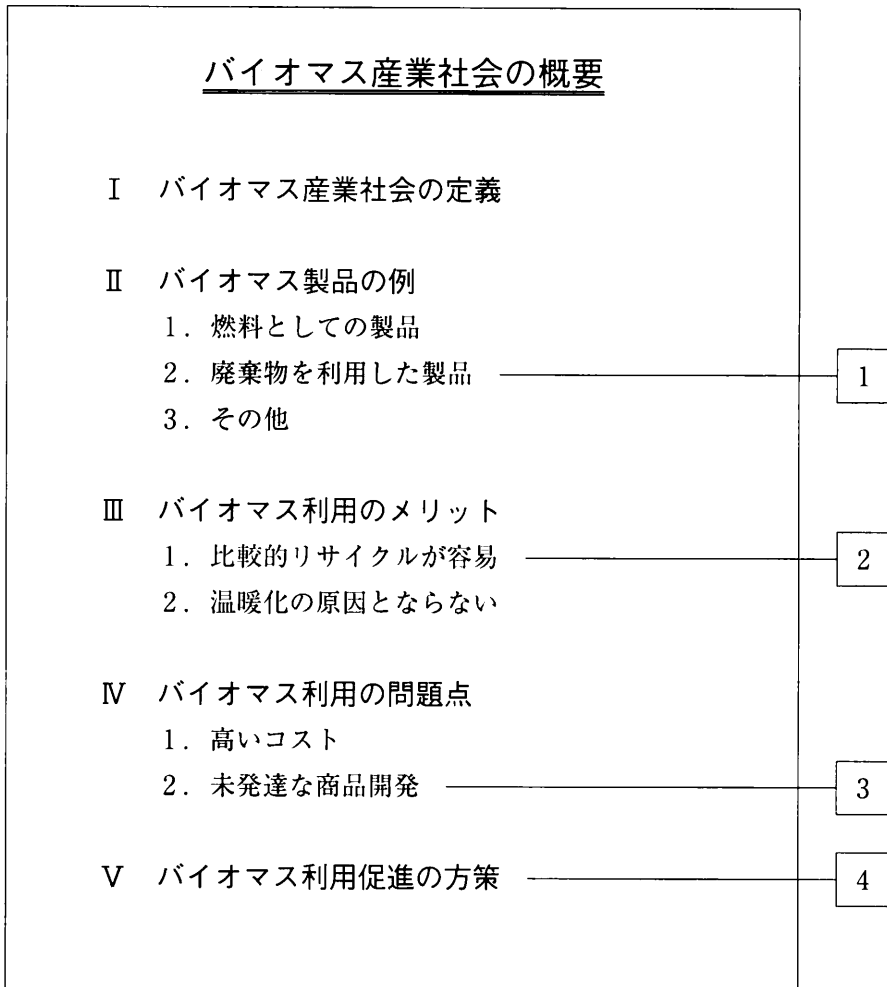 バイオマス産業社会の概要
Ⅰ バイオマス産業社会の定義
Ⅱ バイオマス製品の例
1. 燃料としての製品
2. 廃棄物を利用した製品 1
3. その他
Ⅲ バイオマス利用のメリット
1. 比較的リサイクルが容易 2
2. 温暖化の原因とならない
Ⅳ バイオマス利用の問題点
1. 高いコスト
2. 未発達な商品開発 3
Ⅴ バイオマス利用促進の方策 4